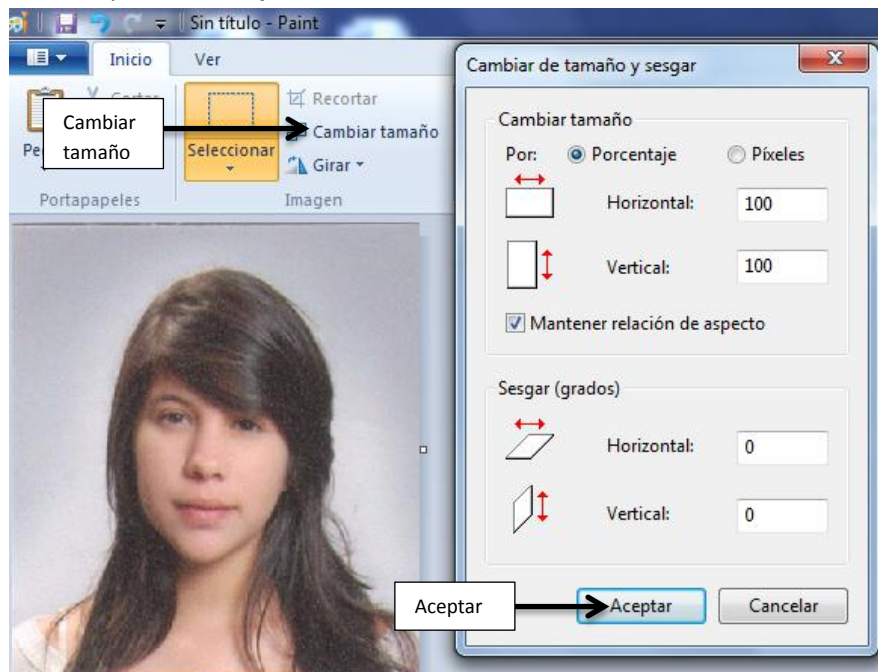 Sin título - Paint
Inicio
Ver
Cortar
Recortar
Cambiar tamaño
Seleccionar
Girar
Portapapeles
Imagen
Cambiar
tamaño
Cambiar de tamaño y sesgar
Cambiar tamaño
Por:
Porcentaje
Píxeles
Horizontal:
100
Vertical:
100
Mantener relación de aspecto
Sesgar (grados)
Horizontal:
0
Vertical:
0
Aceptar
Aceptar
Cancelar